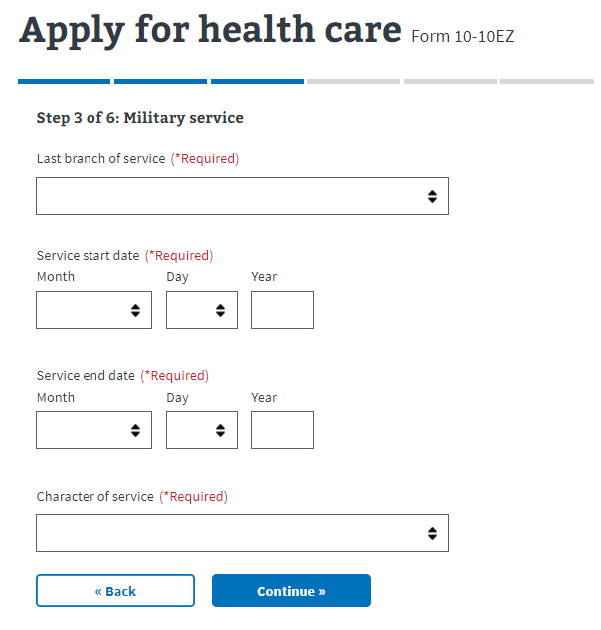 Apply for health care Form 10-10EZ
Step 3 of 6: Military service
Last branch of service (*Required)
Service start date (*Required)
Month Day Year
Service end date (*Required)
Month Day Year
Character of service (*Required)
« Back Continue »